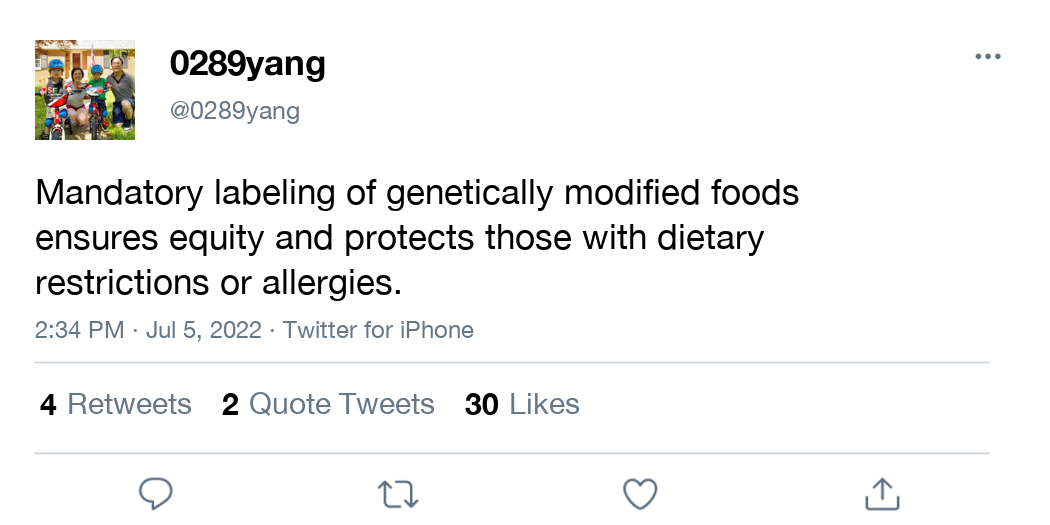 0289yang
@0289yang
Mandatory labeling of genetically modified foods
ensures equity and protects those with dietary
restrictions or allergies.
2:34 PM · Jul 5, 2022 · Twitter for iPhone
4 Retweets 2 Quote Tweets 30 Likes